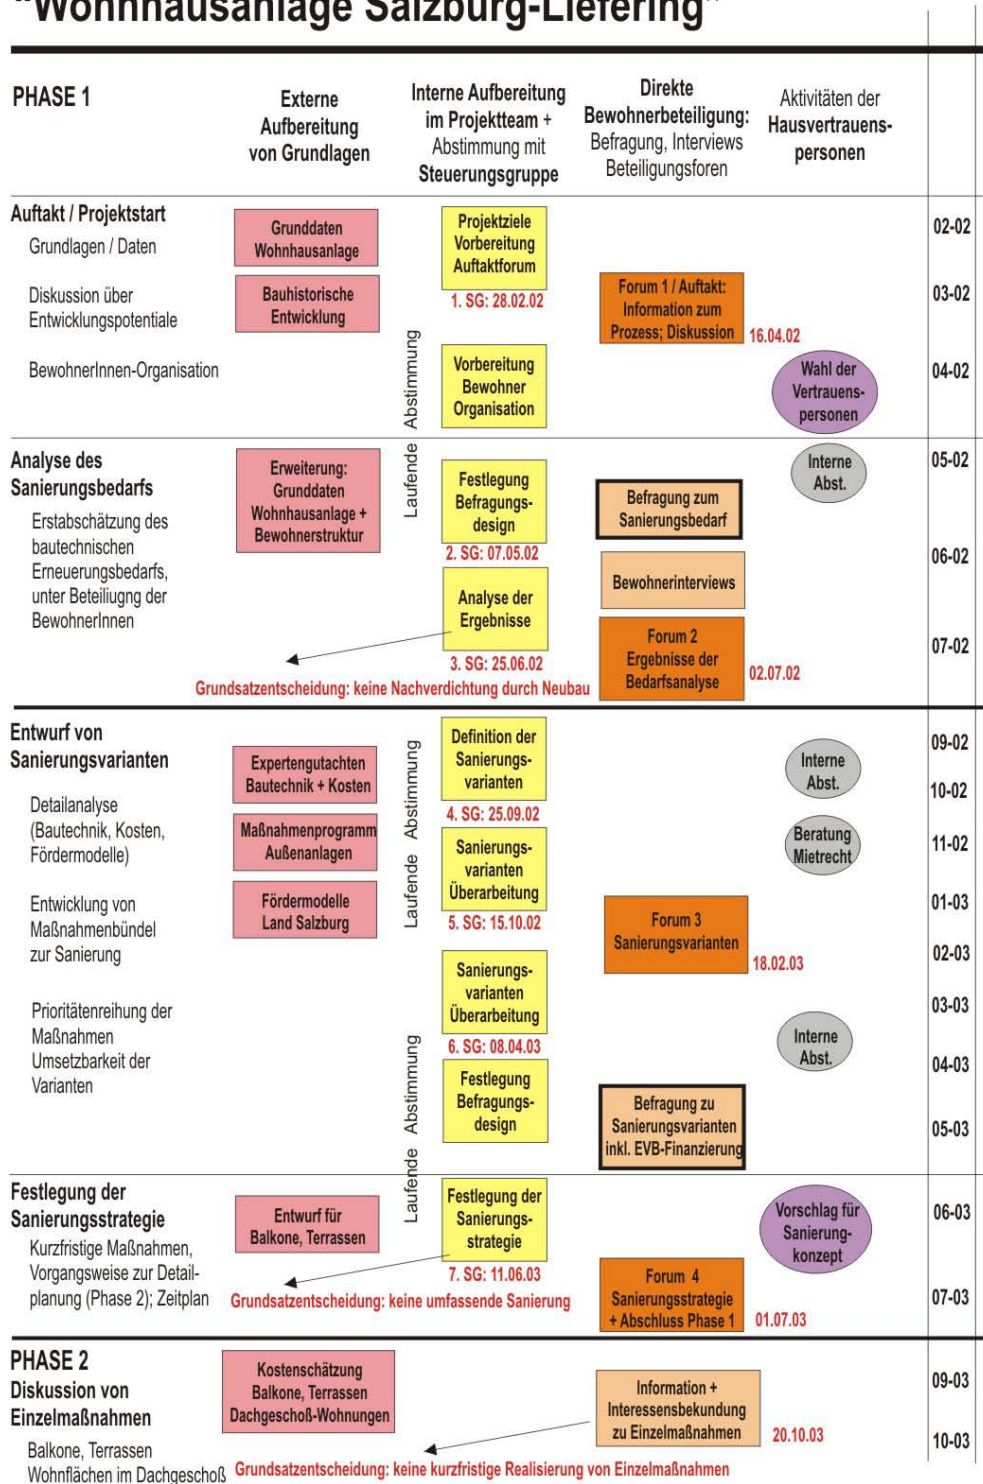 "Wohnhausanlage Salzburg-Liefering"
PHASE 1
Externe
Aufbereitung
von Grundlagen
Interne Aufbereitung
im Projektteam +
Abstimmung mit
Steuerungsgruppe
Direkte
Bewohnerbeteiligung:
Befragung, Interviews
Beteiligungsforen
Aktivitäten der
Hausvertrauens-
personen
Auftakt / Projektstart
Grundlagen / Daten
Diskussion über
Entwicklungspotentiale
BewohnerInnen-Organisation
Grunddaten
Wohnhausanlage
Bauhistorische
Entwicklung
Laufende Abstimmung
Projektziele
Vorbereitung
Auftaktforum
1. SG: 28.02.02
Vorbereitung
Bewohner
Organisation
Forum 1 / Auftakt:
Information zum
Prozess; Diskussion
16.04.02
Wahl der
Vertrauens-
personen
02-02
03-02
04-02
Analyse des
Sanierungsbedarfs
Erstabschätzung des
bautechnischen
Erneuerungsbedarfs,
unter Beteiliugng der
BewohnerInnen
Erweiterung:
Grunddaten
Wohnhausanlage +
Bewohnerstruktur
Festlegung
Befragungs-
design
2. SG: 07.05.02
Analyse der
Ergebnisse
3. SG: 25.06.02
Grundsatzentscheidung: keine Nachverdichtung durch Neubau
Befragung zum
Sanierungsbedarf
Bewohnerinterviews
Forum 2
Ergebnisse der
Bedarfsanalyse
02.07.02
Interne
Abst.
05-02
06-02
07-02
Entwurf von
Sanierungsvarianten
Detailanalyse
(Bautechnik, Kosten,
Fördermodelle)
Entwicklung von
Maßnahmenbündel
zur Sanierung
Prioritätenreihung der
Maßnahmen
Umsetzbarkeit der
Varianten
Expertengutachten
Bautechnik + Kosten
Maßnahmenprogramm
Außenanlagen
Fördermodelle
Land Salzburg
Laufende Abstimmung
Definition der
Sanierungs-
varianten
4. SG: 25.09.02
Sanierungs-
varianten
Überarbeitung
5. SG: 15.10.02
Sanierungs-
varianten
Überarbeitung
6. SG: 08.04.03
Laufende Abstimmung
Festlegung
Befragungs-
design
Forum 3
Sanierungsvarianten
18.02.03
Befragung zu
Sanierungsvarianten
inkl. EVB-Finanzierung
Interne
Abst.
Beratung
Mietrecht
Interne
Abst.
09-02
10-02
11-02
01-03
02-03
03-03
04-03
05-03
Festlegung der
Sanierungsstrategie
Kurzfristige Maßnahmen,
Vorgangsweise zur Detail-
planung (Phase 2); Zeitplan
Entwurf für
Balkone, Terrassen
Festlegung der
Sanierungs-
strategie
7. SG: 11.06.03
Grundsatzentscheidung: keine umfassende Sanierung
Forum 4
Sanierungsstrategie
+ Abschluss Phase 1
01.07.03
Vorschlag für
Sanierung-
konzept
06-03
07-03
PHASE 2
Diskussion von
Einzelmaßnahmen
Balkone, Terrassen
Wohnflächen im Dachgeschoß
Kostenschätzung
Balkone, Terrassen
Dachgeschoß-Wohnungen
Information +
Interessensbekundung
zu Einzelmaßnahmen
20.10.03
Grundsatzentscheidung: keine kurzfristige Realisierung von Einzelmaßnahmen
09-03
10-03